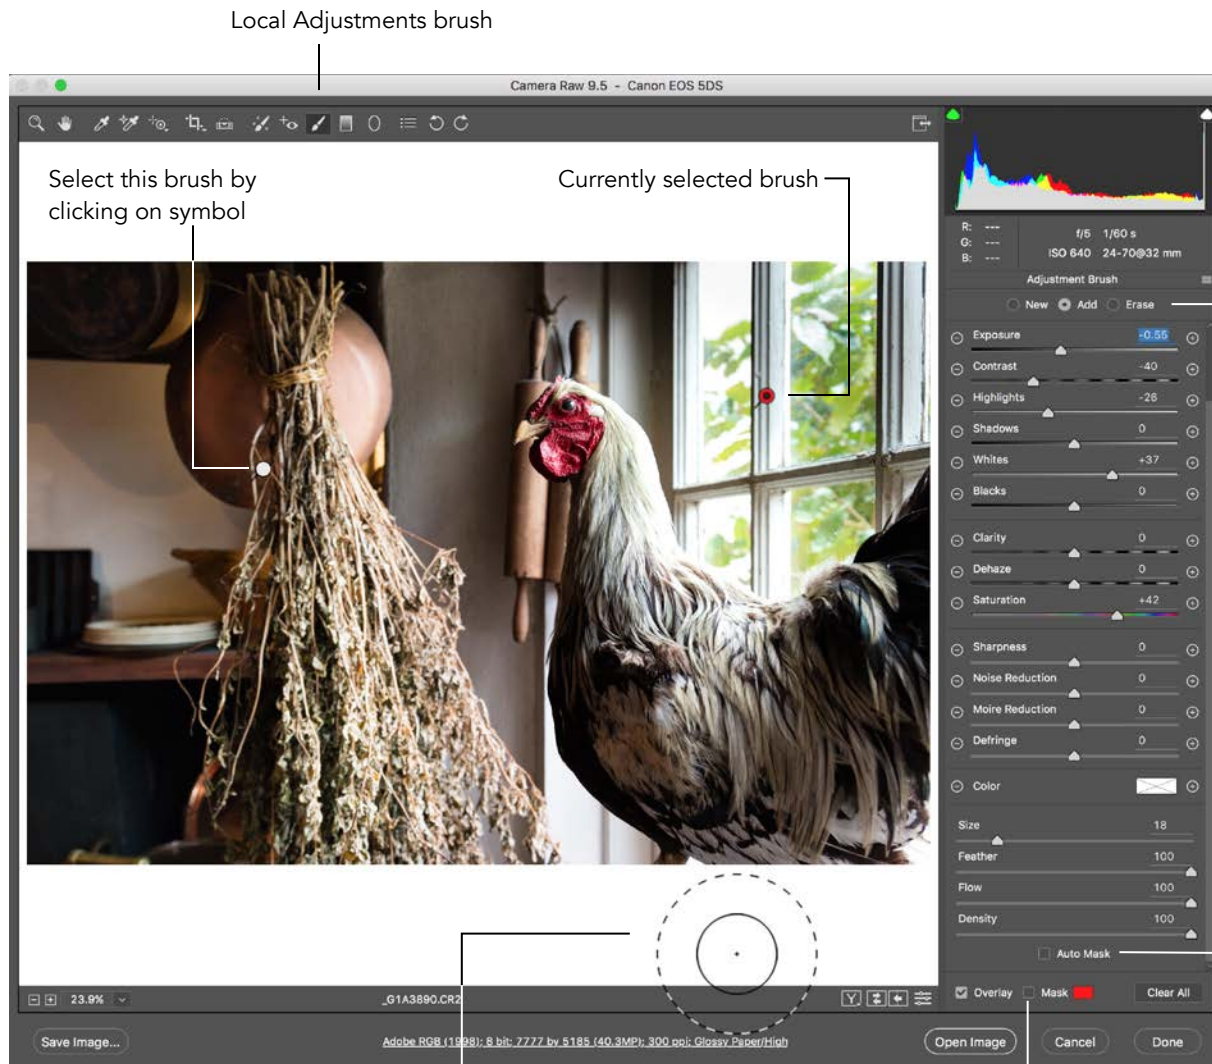 Local Adjustments brush
Camera Raw 9.5 - Canon EOS 5DS
Select this brush by
clicking on symbol
Currently selected brush
R: ---
G: ---
B: ---
f/5 1/60 s
ISO 640 24-70@32 mm
Adjustment Brush
New Add Erase
Exposure -0.55
Contrast -40
Highlights -26
Shadows 0
Whites +37
Blacks 0
Clarity 0
Dehaze 0
Saturation +42
Sharpness 0
Noise Reduction 0
Moire Reduction 0
Defringe 0
Color
Size 18
Feather 100
Flow 100
Density 100
Auto Mask
23.9%
_G1A3890.CR2
Y
Overlay Mask Clear All
Save Image...
Adobe RGB (1998); 8 bit; 7777 by 5185 (40.3MP); 300 ppi; Glossy Paper/High
Open Image Cancel Done